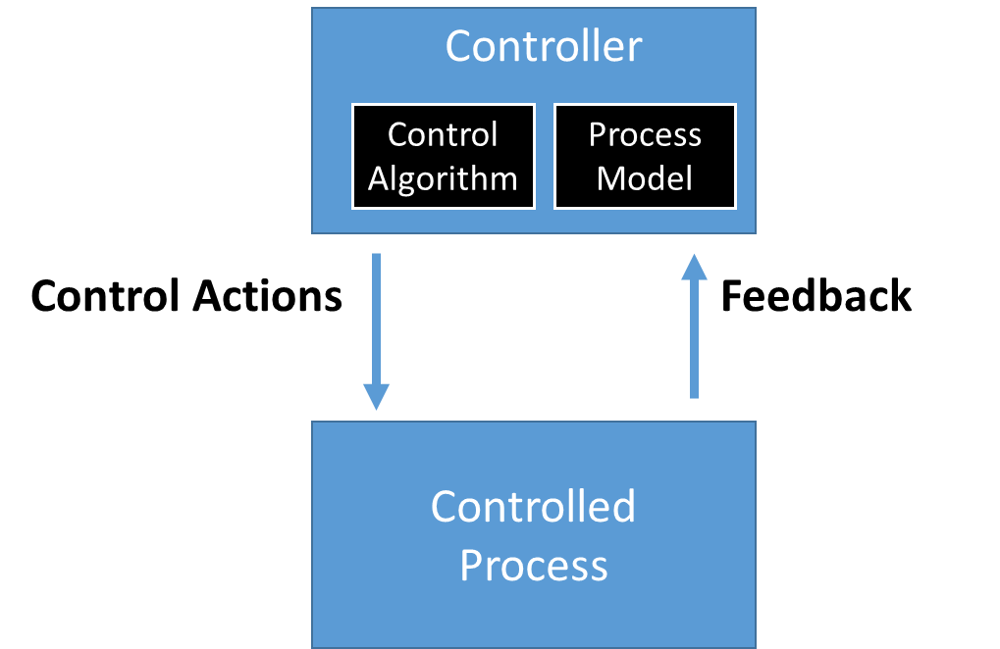 Controller
Control
Algorithm
Process
Model
Control Actions
Feedback
Controlled
Process